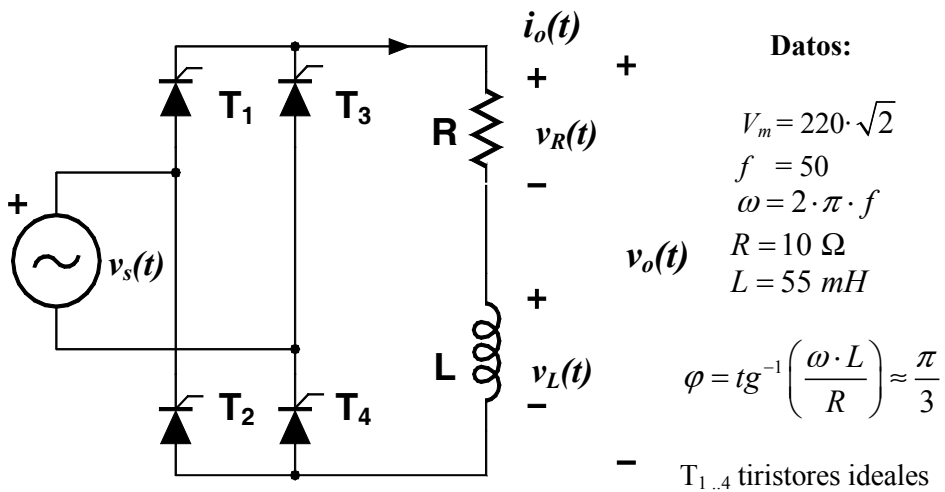 i_o(t)
+
+
Datos:
T₁
T₃
R
+
v_R(t)
−
V_m = 220·√2
f = 50
ω = 2·π·f
R = 10 Ω
L = 55 mH
+
v_s(t)
v_o(t)
L
+
v_L(t)
−
φ = tg⁻¹(ω·L / R) ≈ π/3
T₂
T₄
−
T₁..₄ tiristores ideales